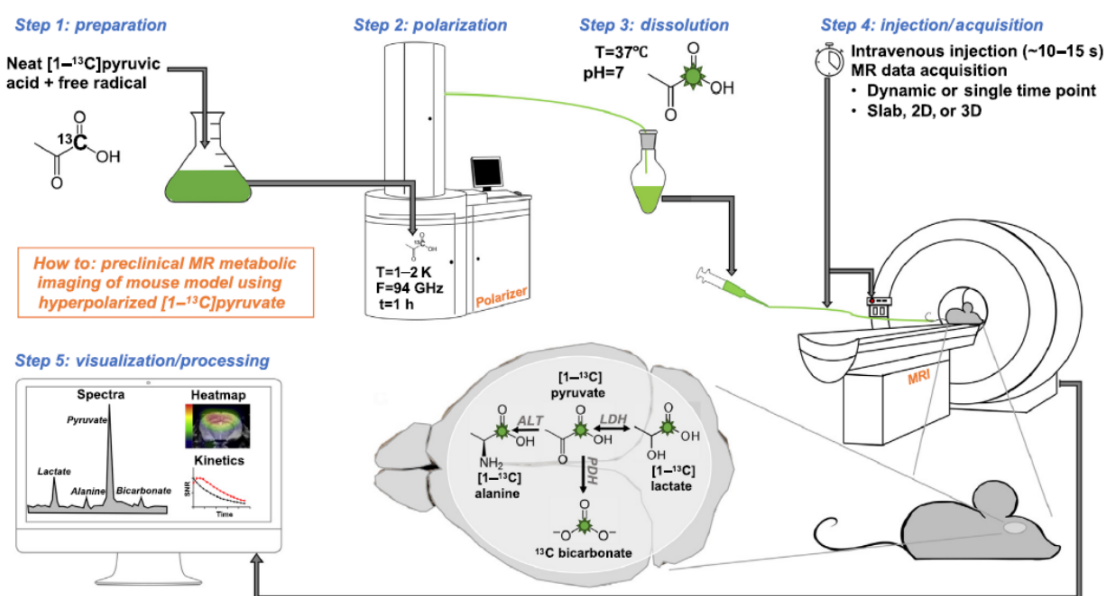 Step 1: preparation
Neat [1–¹³C]pyruvic
acid + free radical
O
¹³C
OH
O
Step 2: polarization
O
¹³C
OH
O
T=1–2 K
F=94 GHz
t=1 h
Polarizer
Step 3: dissolution
T=37°C
pH=7
O
OH
O
Step 4: injection/acquisition
Intravenous injection (~10–15 s)
MR data acquisition
• Dynamic or single time point
• Slab, 2D, or 3D
MRI
How to: preclinical MR metabolic
imaging of mouse model using
hyperpolarized [1–¹³C]pyruvate
Step 5: visualization/processing
Spectra
Pyruvate
Lactate
Alanine
Bicarbonate
Heatmap
Kinetics
SNR
Time
[1–¹³C]
pyruvate
O
OH
O
ALT
LDH
PDH
O
OH
NH₂
[1–¹³C]
alanine
O
OH
OH
[1–¹³C]
lactate
O
⁻O O⁻
¹³C bicarbonate